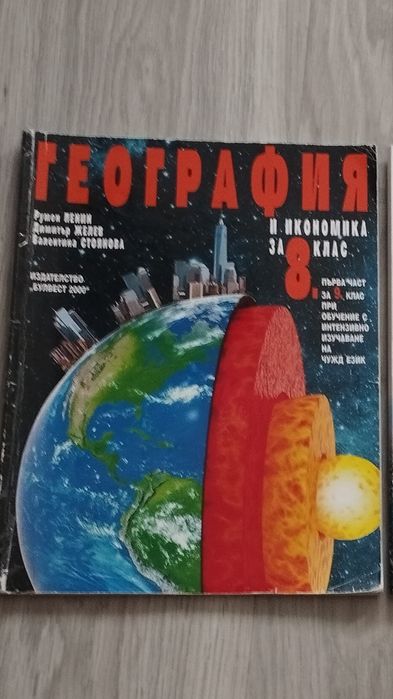 ГЕОГРАФИЯ
И ИКОНОМИКА
ЗА 8. КЛАС
Румен ПЕНИН
Димитър ЖЕЛЕВ
Валентина СТОЯНОВА
ИЗДАТЕЛСТВО
„БУЛВЕСТ 2000"
ПЪРВА ЧАСТ
ЗА 9. КЛАС
ПРИ
ОБУЧЕНИЕ С
ИНТЕНЗИВНО
ИЗУЧАВАНЕ
НА
ЧУЖД ЕЗИК